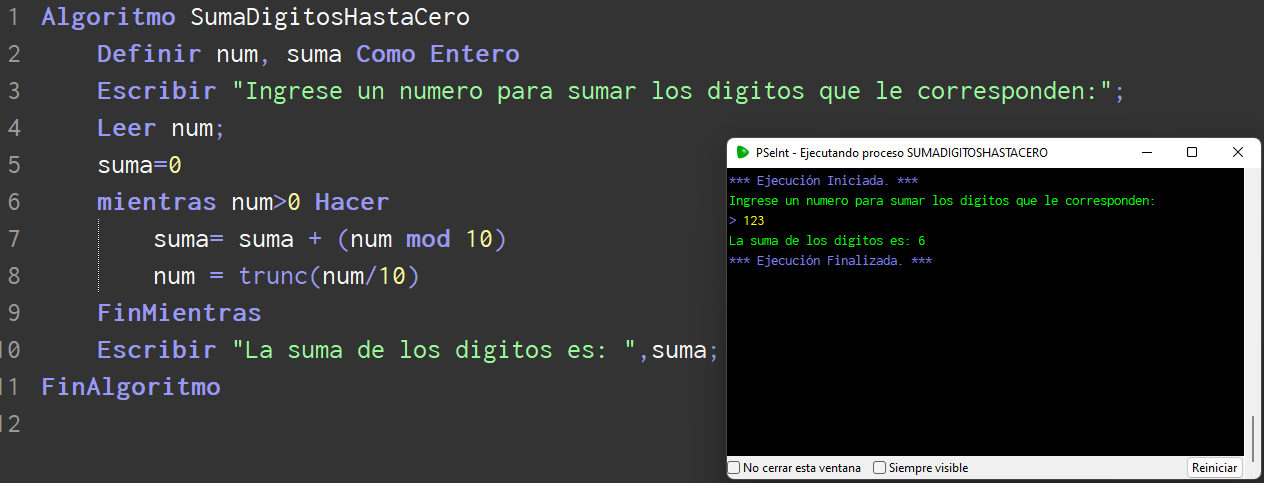 1 Algoritmo SumaDigitosHastaCero
2 Definir num, suma Como Entero
3 Escribir "Ingrese un numero para sumar los digitos que le corresponden:";
4 Leer num;
5 suma=0
6 mientras num>0 Hacer
7 suma= suma + (num mod 10)
8 num = trunc(num/10)
9 FinMientras
10 Escribir "La suma de los digitos es: ",suma;
11 FinAlgoritmo
12
PSeInt - Ejecutando proceso SUMADIGITOSHASTACERO
*** Ejecución Iniciada. ***
Ingrese un numero para sumar los digitos que le corresponden:
> 123
La suma de los digitos es: 6
*** Ejecución Finalizada. ***
No cerrar esta ventana Siempre visible Reiniciar